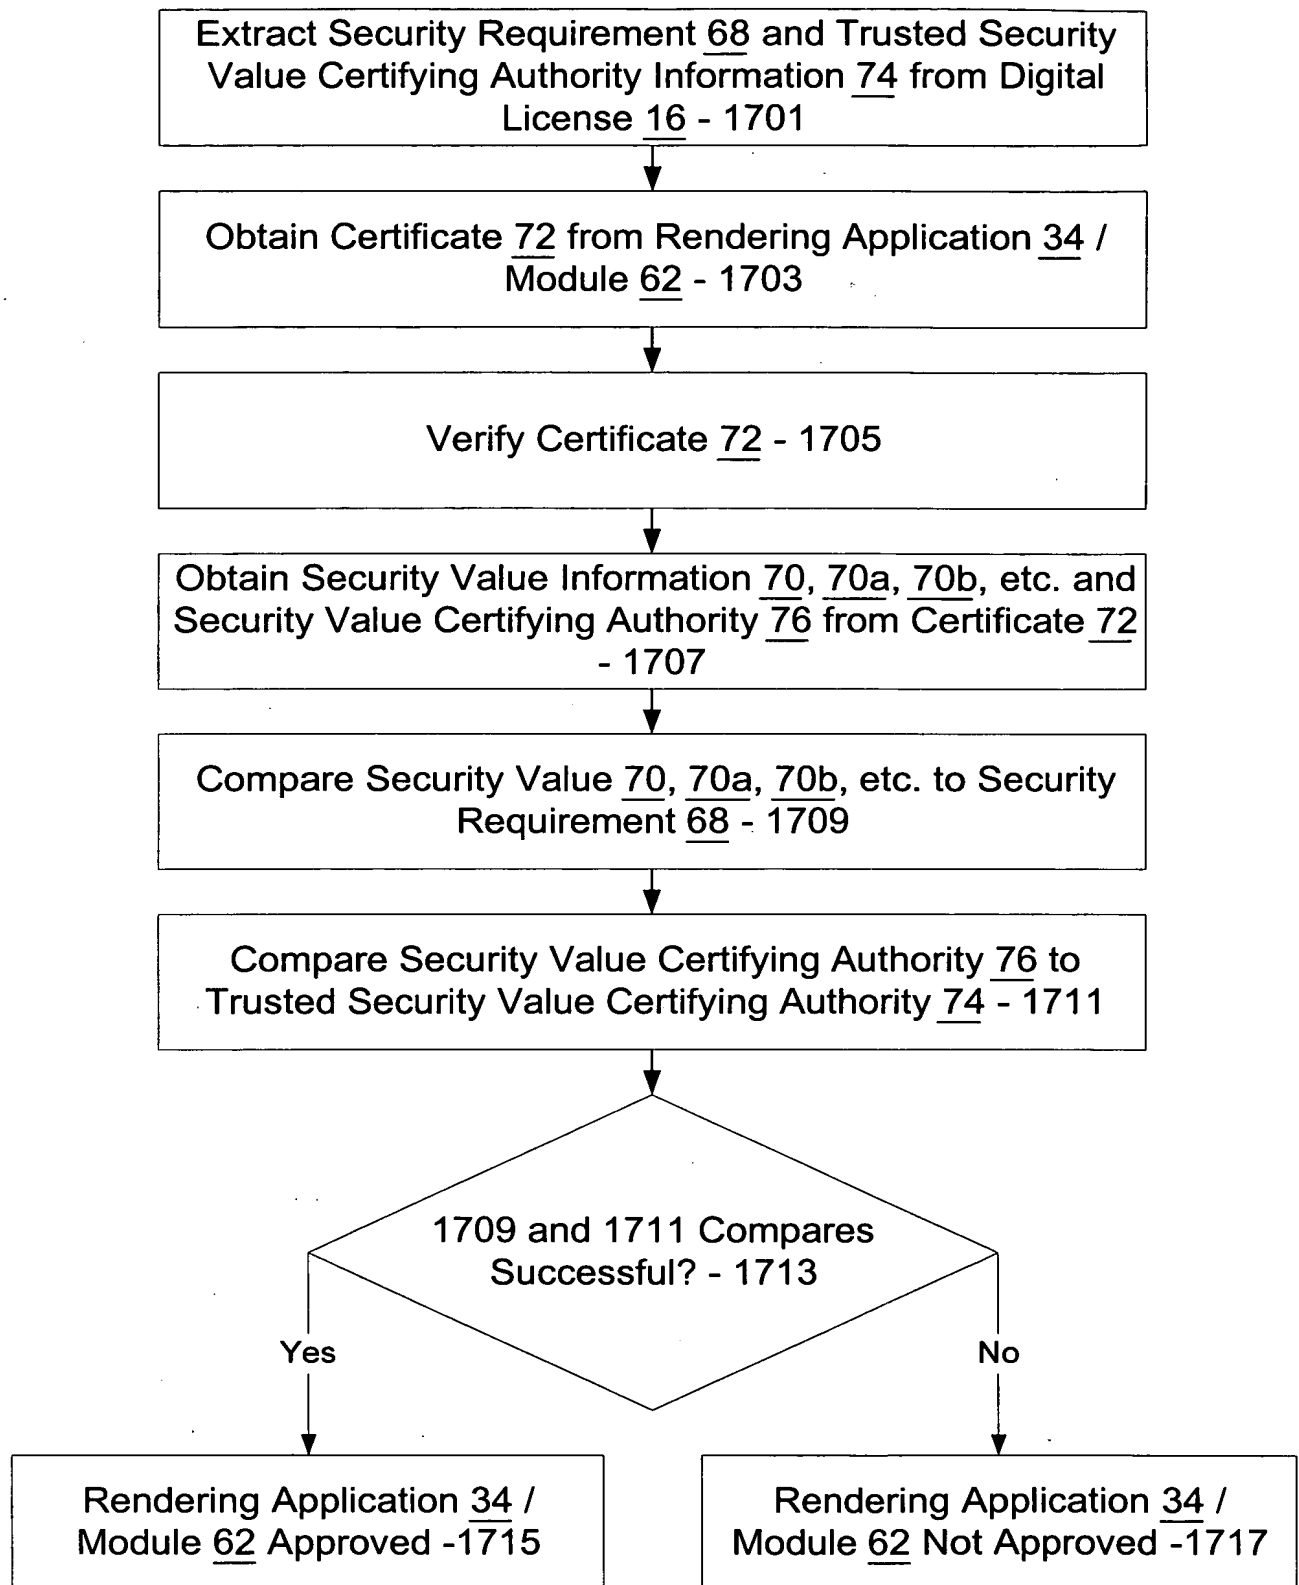 Extract Security Requirement 68 and Trusted Security
Value Certifying Authority Information 74 from Digital
License 16 - 1701
Obtain Certificate 72 from Rendering Application 34 /
Module 62 - 1703
Verify Certificate 72 - 1705
Obtain Security Value Information 70, 70a, 70b, etc. and
Security Value Certifying Authority 76 from Certificate 72
- 1707
Compare Security Value 70, 70a, 70b, etc. to Security
Requirement 68 - 1709
Compare Security Value Certifying Authority 76 to
Trusted Security Value Certifying Authority 74 - 1711
1709 and 1711 Compares
Successful? - 1713
Yes
No
Rendering Application 34 /
Module 62 Approved -1715
Rendering Application 34 /
Module 62 Not Approved -1717